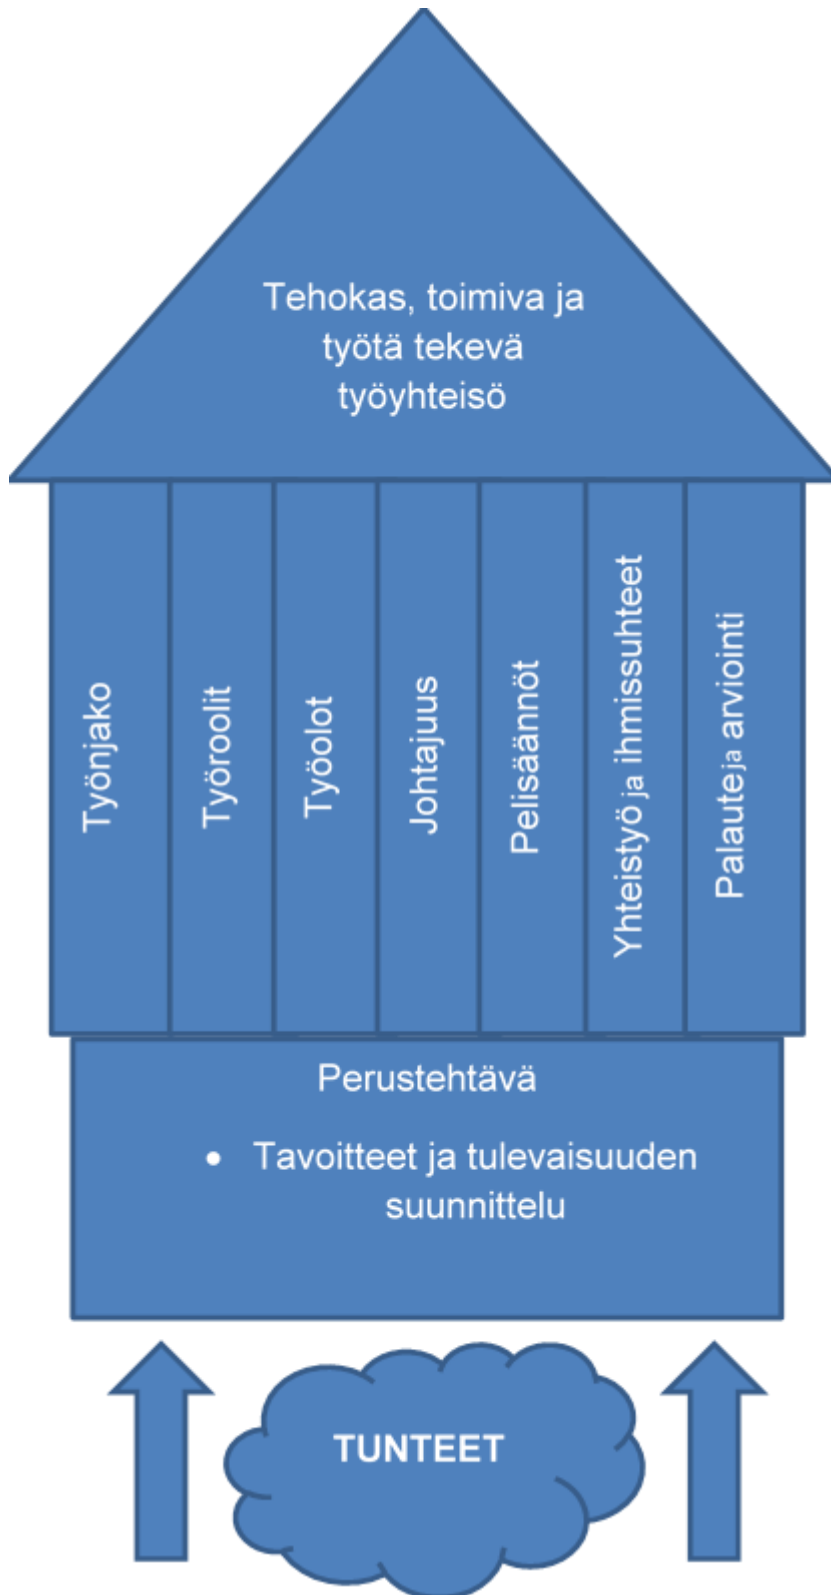 Tehokas, toimiva ja
työtä tekevä
työyhteisö
Työnjako
Työroolit
Työolot
Johtajuus
Pelisäännöt
Yhteistyö ja ihmissuhteet
Palaute ja arviointi
Perustehtävä
• Tavoitteet ja tulevaisuuden
suunnittelu
TUNTEET